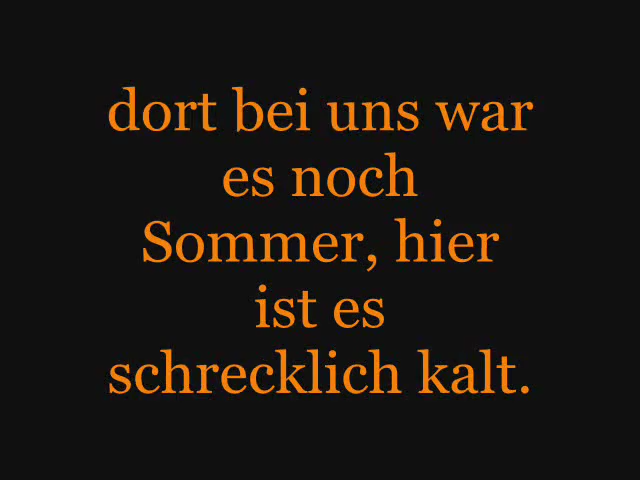 dort bei uns war
es noch
Sommer, hier
ist es
schrecklich kalt.